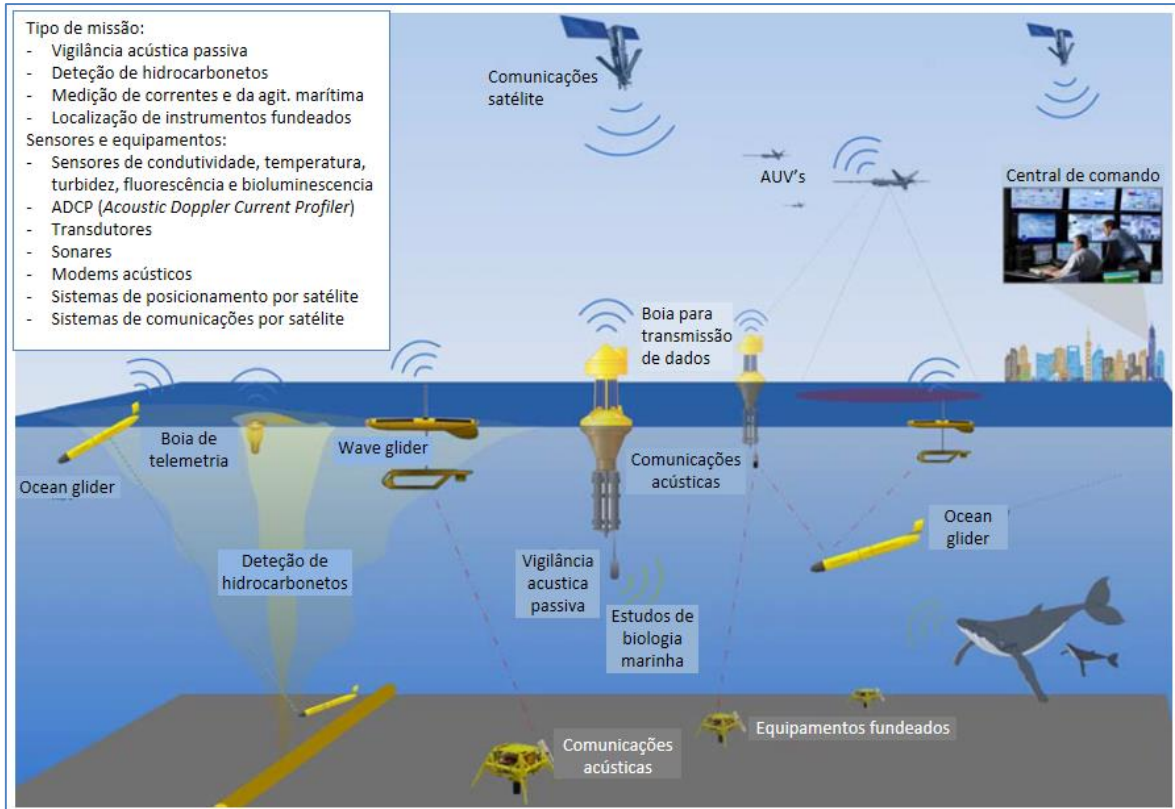 Tipo de missão:
- Vigilância acústica passiva
- Deteção de hidrocarbonetos
- Medição de correntes e da agit. marítima
- Localização de instrumentos fundeados
Sensores e equipamentos:
- Sensores de condutividade, temperatura,
turbidez, fluorescência e bioluminescencia
- ADCP (Acoustic Doppler Current Profiler)
- Transdutores
- Sonares
- Modems acústicos
- Sistemas de posicionamento por satélite
- Sistemas de comunicações por satélite
Comunicações
satélite
AUV's
Central de comando
Boia para
transmissão
de dados
Boia de
telemetria
Wave glider
Ocean glider
Comunicações
acústicas
Ocean
glider
Deteção de
hidrocarbonetos
Vigilância
acustica
passiva
Estudos de
biologia
marinha
Equipamentos fundeados
Comunicações
acústicas